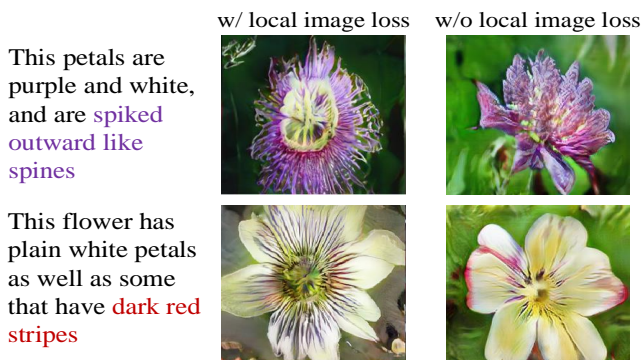 w/ local image loss
w/o local image loss
This petals are
purple and white,
and are spiked
outward like
spines
This flower has
plain white petals
as well as some
that have dark red
stripes